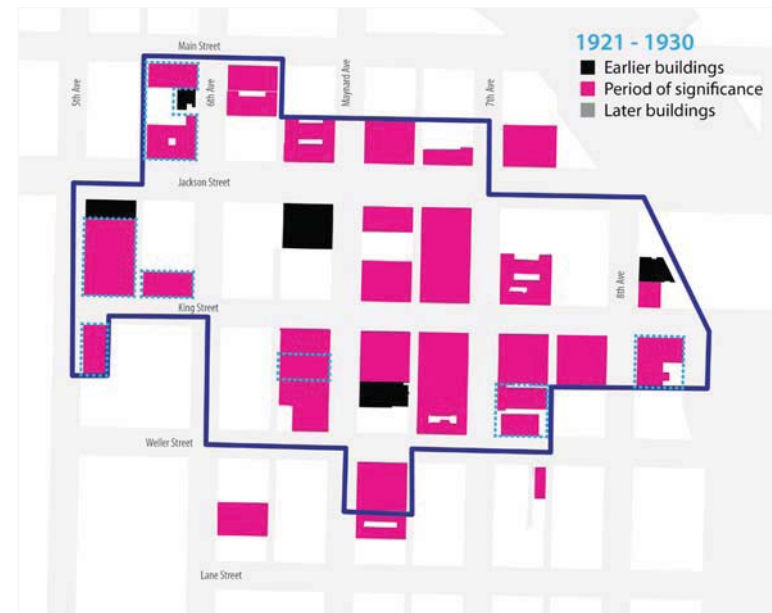 Main Street
1921 - 1930
Earlier buildings
Period of significance
Later buildings
5th Ave
6th Ave
Maynard Ave
7th Ave
Jackson Street
8th Ave
King Street
Weller Street
Lane Street